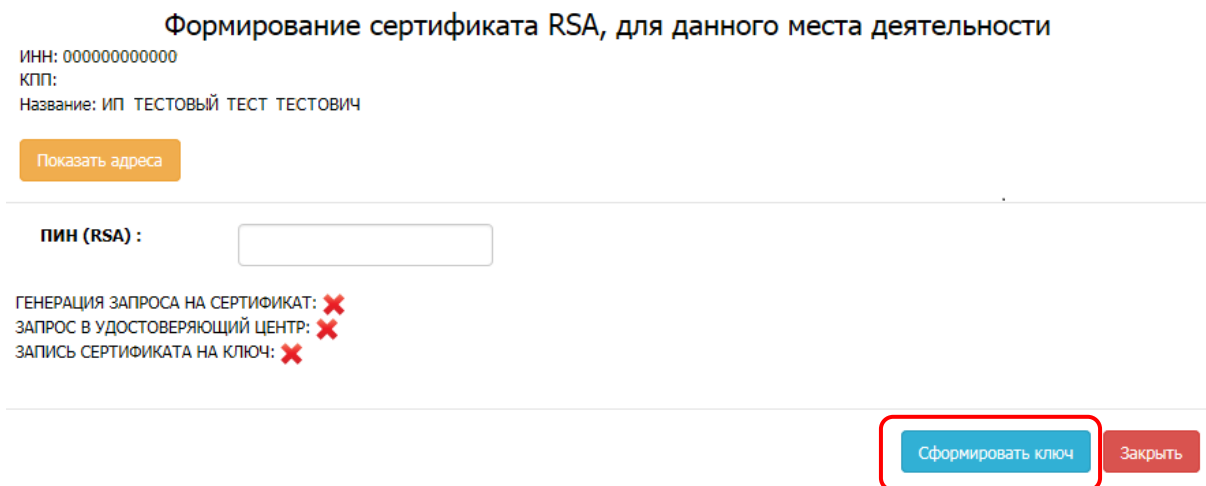 Формирование сертификата RSA, для данного места деятельности
ИНН: 000000000000
КПП:
Название: ИП ТЕСТОВЫЙ ТЕСТ ТЕСТОВИЧ
Показать адреса
.
ПИН (RSA) :
ГЕНЕРАЦИЯ ЗАПРОСА НА СЕРТИФИКАТ:
ЗАПРОС В УДОСТОВЕРЯЮЩИЙ ЦЕНТР:
ЗАПИСЬ СЕРТИФИКАТА НА КЛЮЧ:
Сформировать ключ
Закрыть